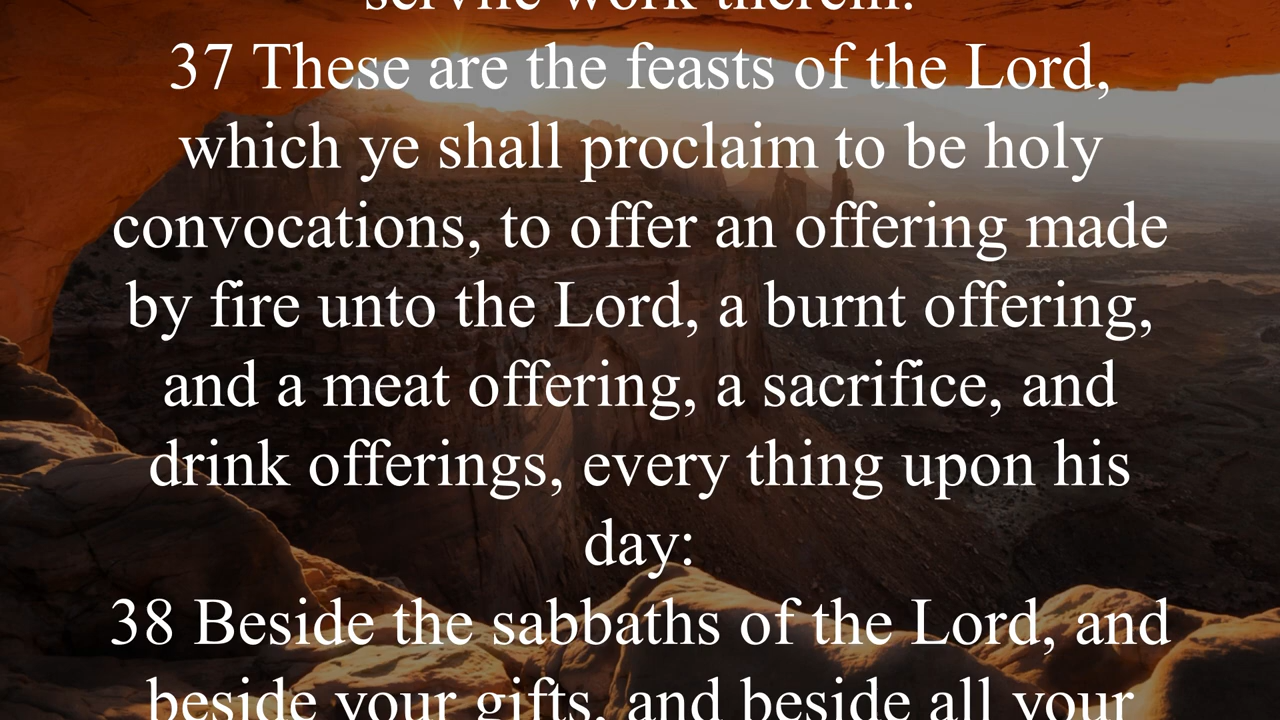 servile work therein.
37 These are the feasts of the Lord,
which ye shall proclaim to be holy
convocations, to offer an offering made
by fire unto the Lord, a burnt offering,
and a meat offering, a sacrifice, and
drink offerings, every thing upon his
day:
38 Beside the sabbaths of the Lord, and
beside your gifts, and beside all your